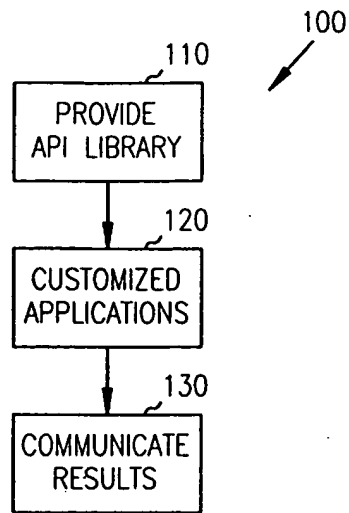 100
110
PROVIDE
API LIBRARY
120
CUSTOMIZED
APPLICATIONS
130
COMMUNICATE
RESULTS